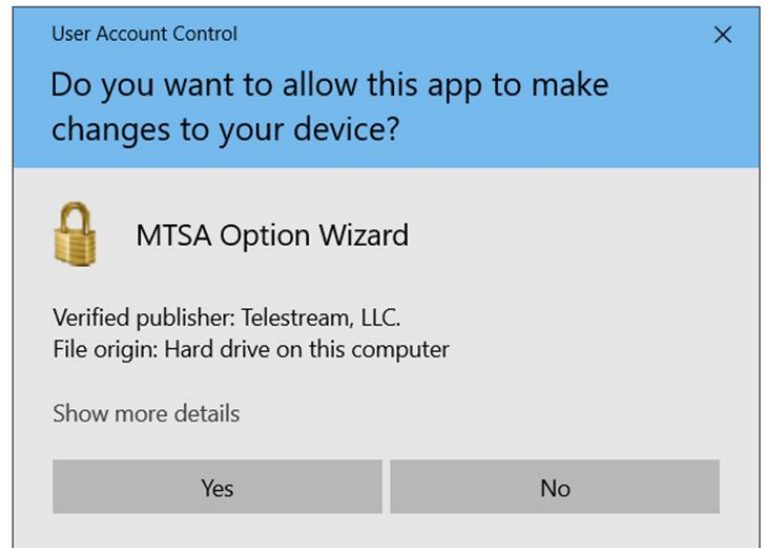 User Account Control
Do you want to allow this app to make
changes to your device?
MTSA Option Wizard
Verified publisher: Telestream, LLC.
File origin: Hard drive on this computer
Show more details
Yes
No